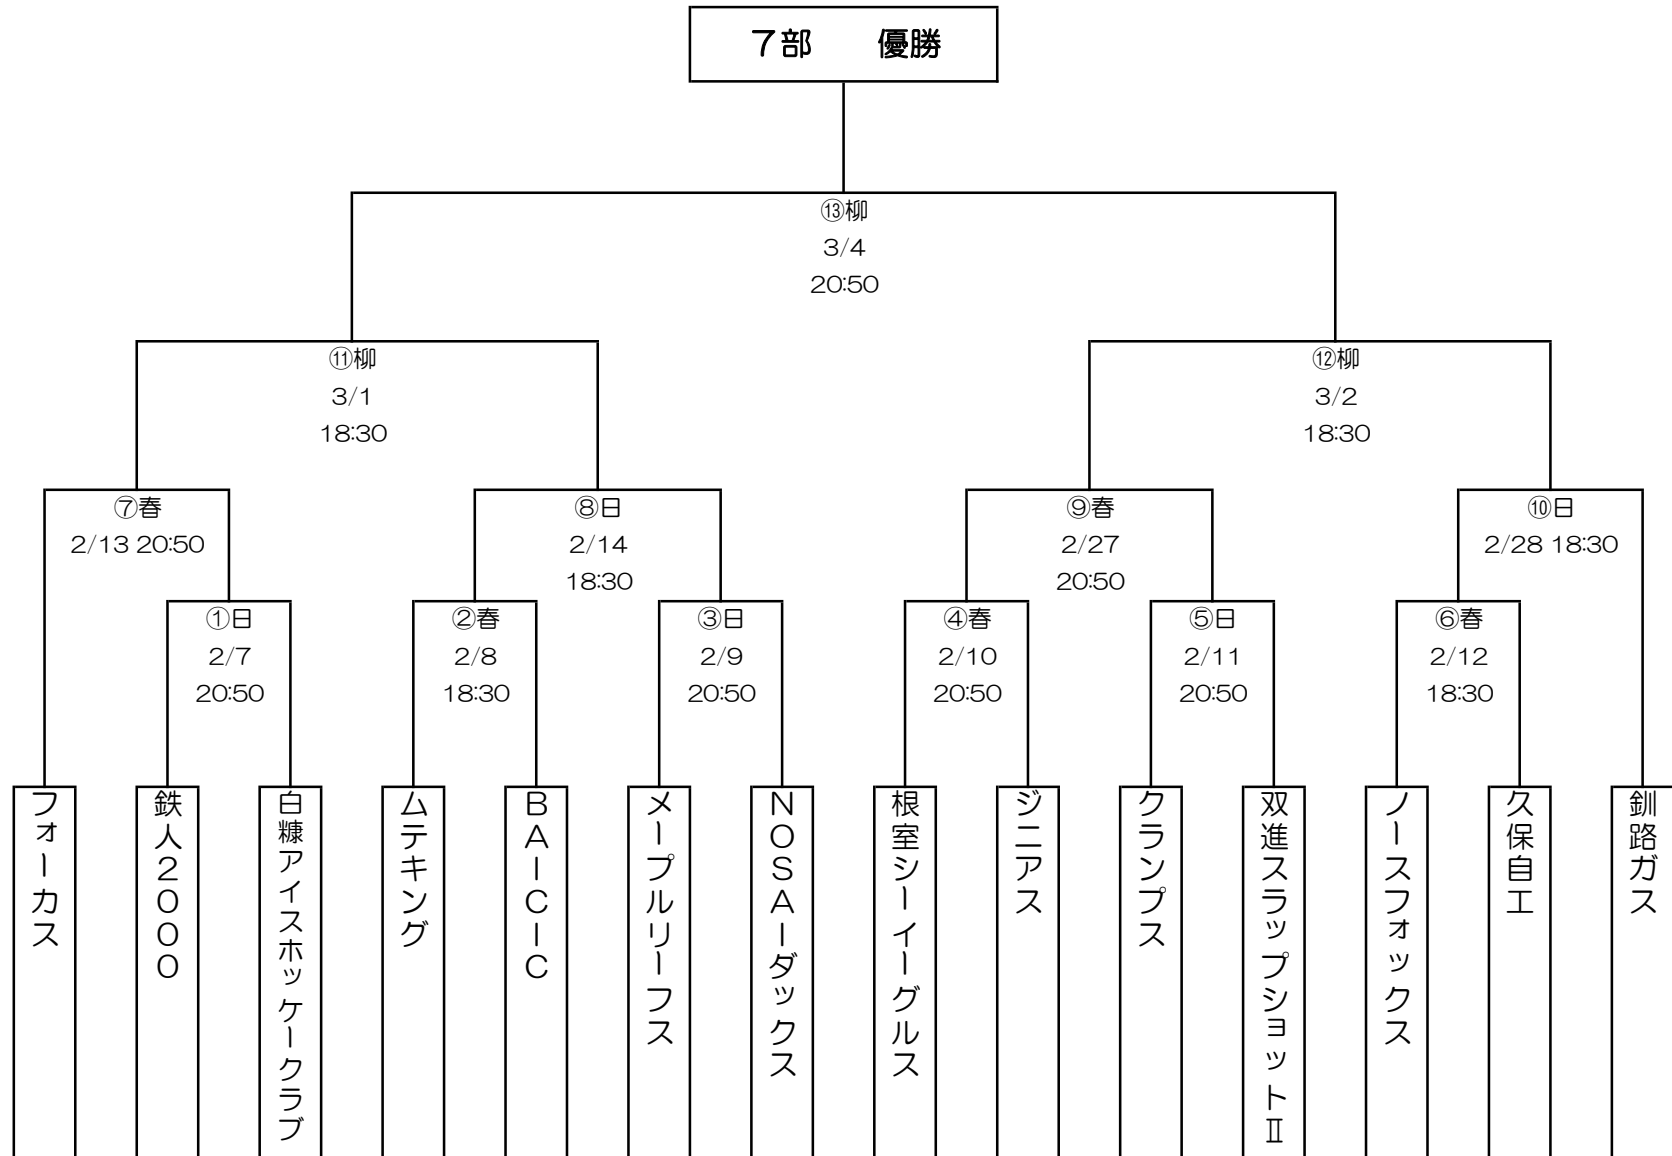 ７部　　優勝
⑬柳
3/4
20:50
⑪柳
3/1
18:30
⑫柳
3/2
18:30
⑦春
2/13 20:50
⑧日
2/14
18:30
⑨春
2/27
20:50
⑩日
2/28 18:30
①日
2/7
20:50
②春
2/8
18:30
③日
2/9
20:50
④春
2/10
20:50
⑤日
2/11
20:50
⑥春
2/12
18:30
フォーカス
鉄人２０００
白糠アイスホッケークラブ
ムテキング
ＢＡＩＣＩＣ
メープルリーフス
ＮＯＳＡＩダックス
根室シーイーグルス
ジニアス
クランプス
双進スラップショットⅡ
ノースフォックス
久保自工
釧路ガス